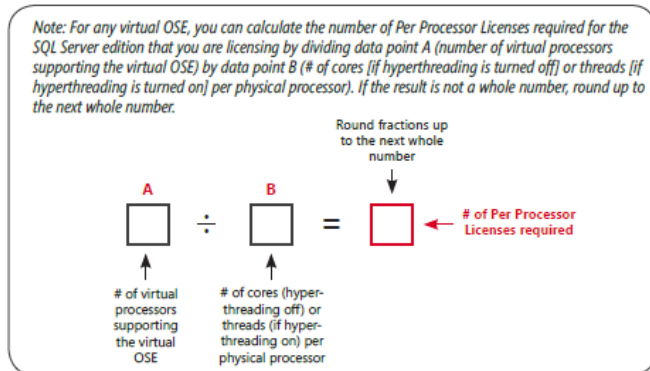 Note: For any virtual OSE, you can calculate the number of Per Processor Licenses required for the
SQL Server edition that you are licensing by dividing data point A (number of virtual processors
supporting the virtual OSE) by data point B (# of cores [if hyperthreading is turned off] or threads [if
hyperthreading is turned on] per physical processor). If the result is not a whole number, round up to
the next whole number.
Round fractions up
to the next whole
number
A
B
÷
=
# of Per Processor
Licenses required
# of virtual
processors
supporting
the virtual
OSE
# of cores (hyper-
threading off) or
threads (if hyper-
threading on) per
physical processor